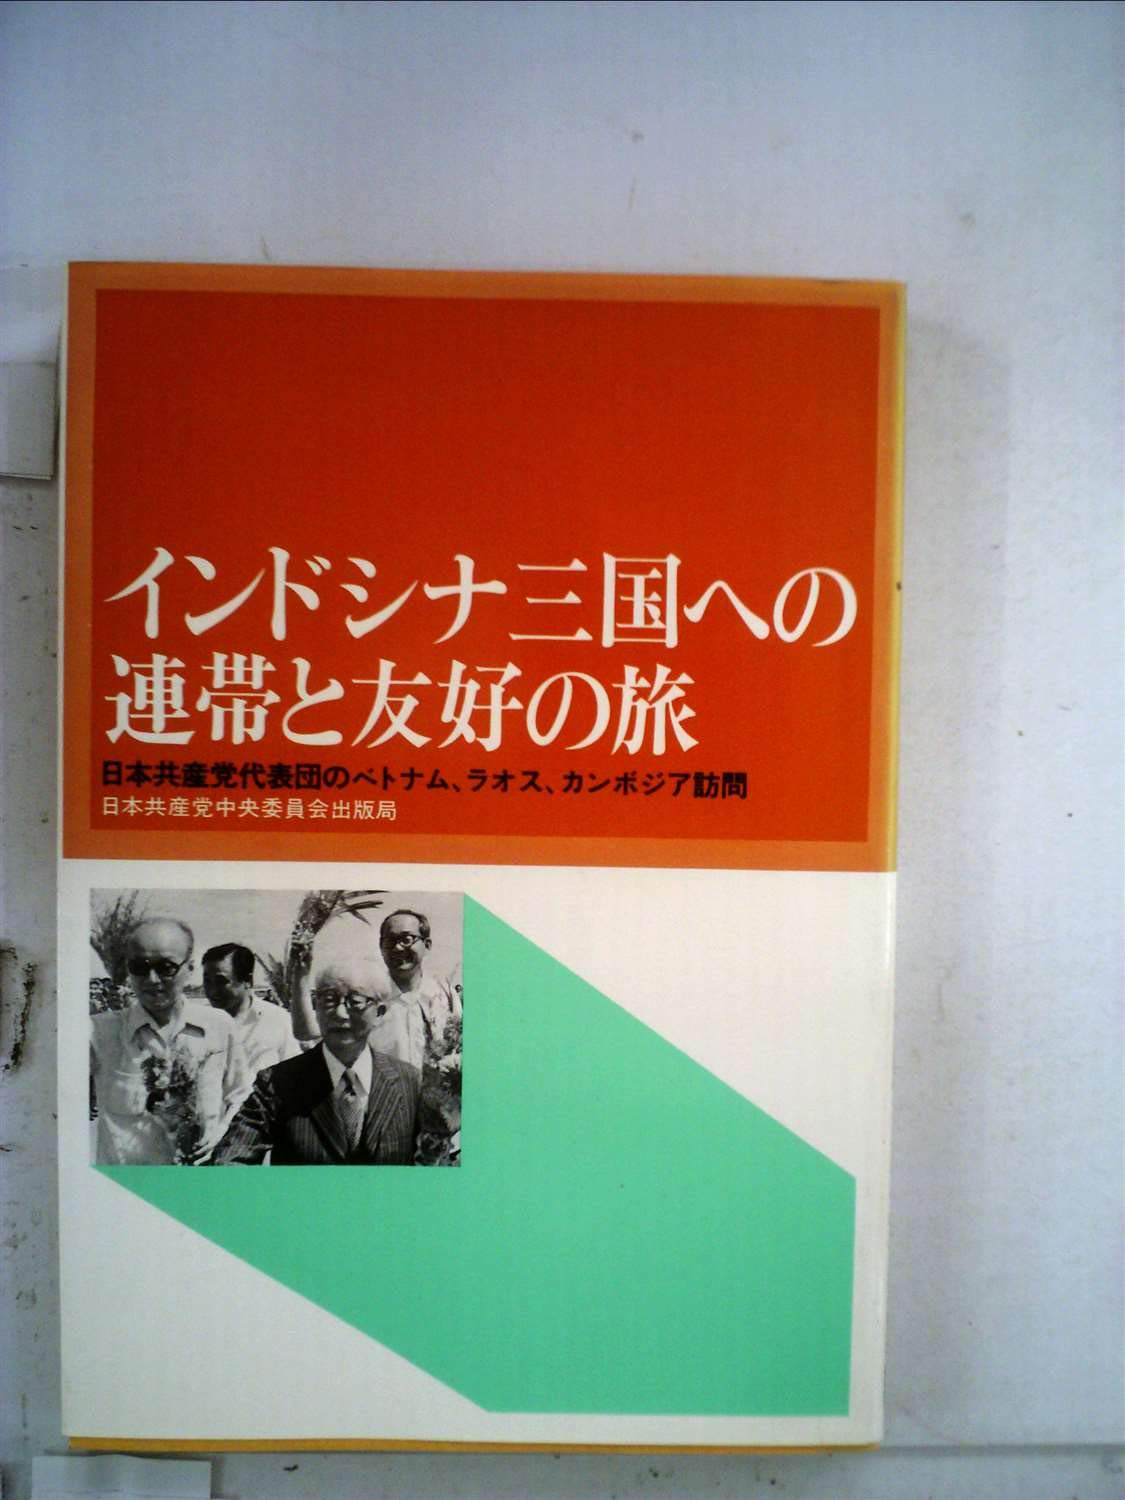 インドシナ三国への
連帯と友好の旅
日本共産党代表団のベトナム、ラオス、カンボジア訪問
日本共産党中央委員会出版局